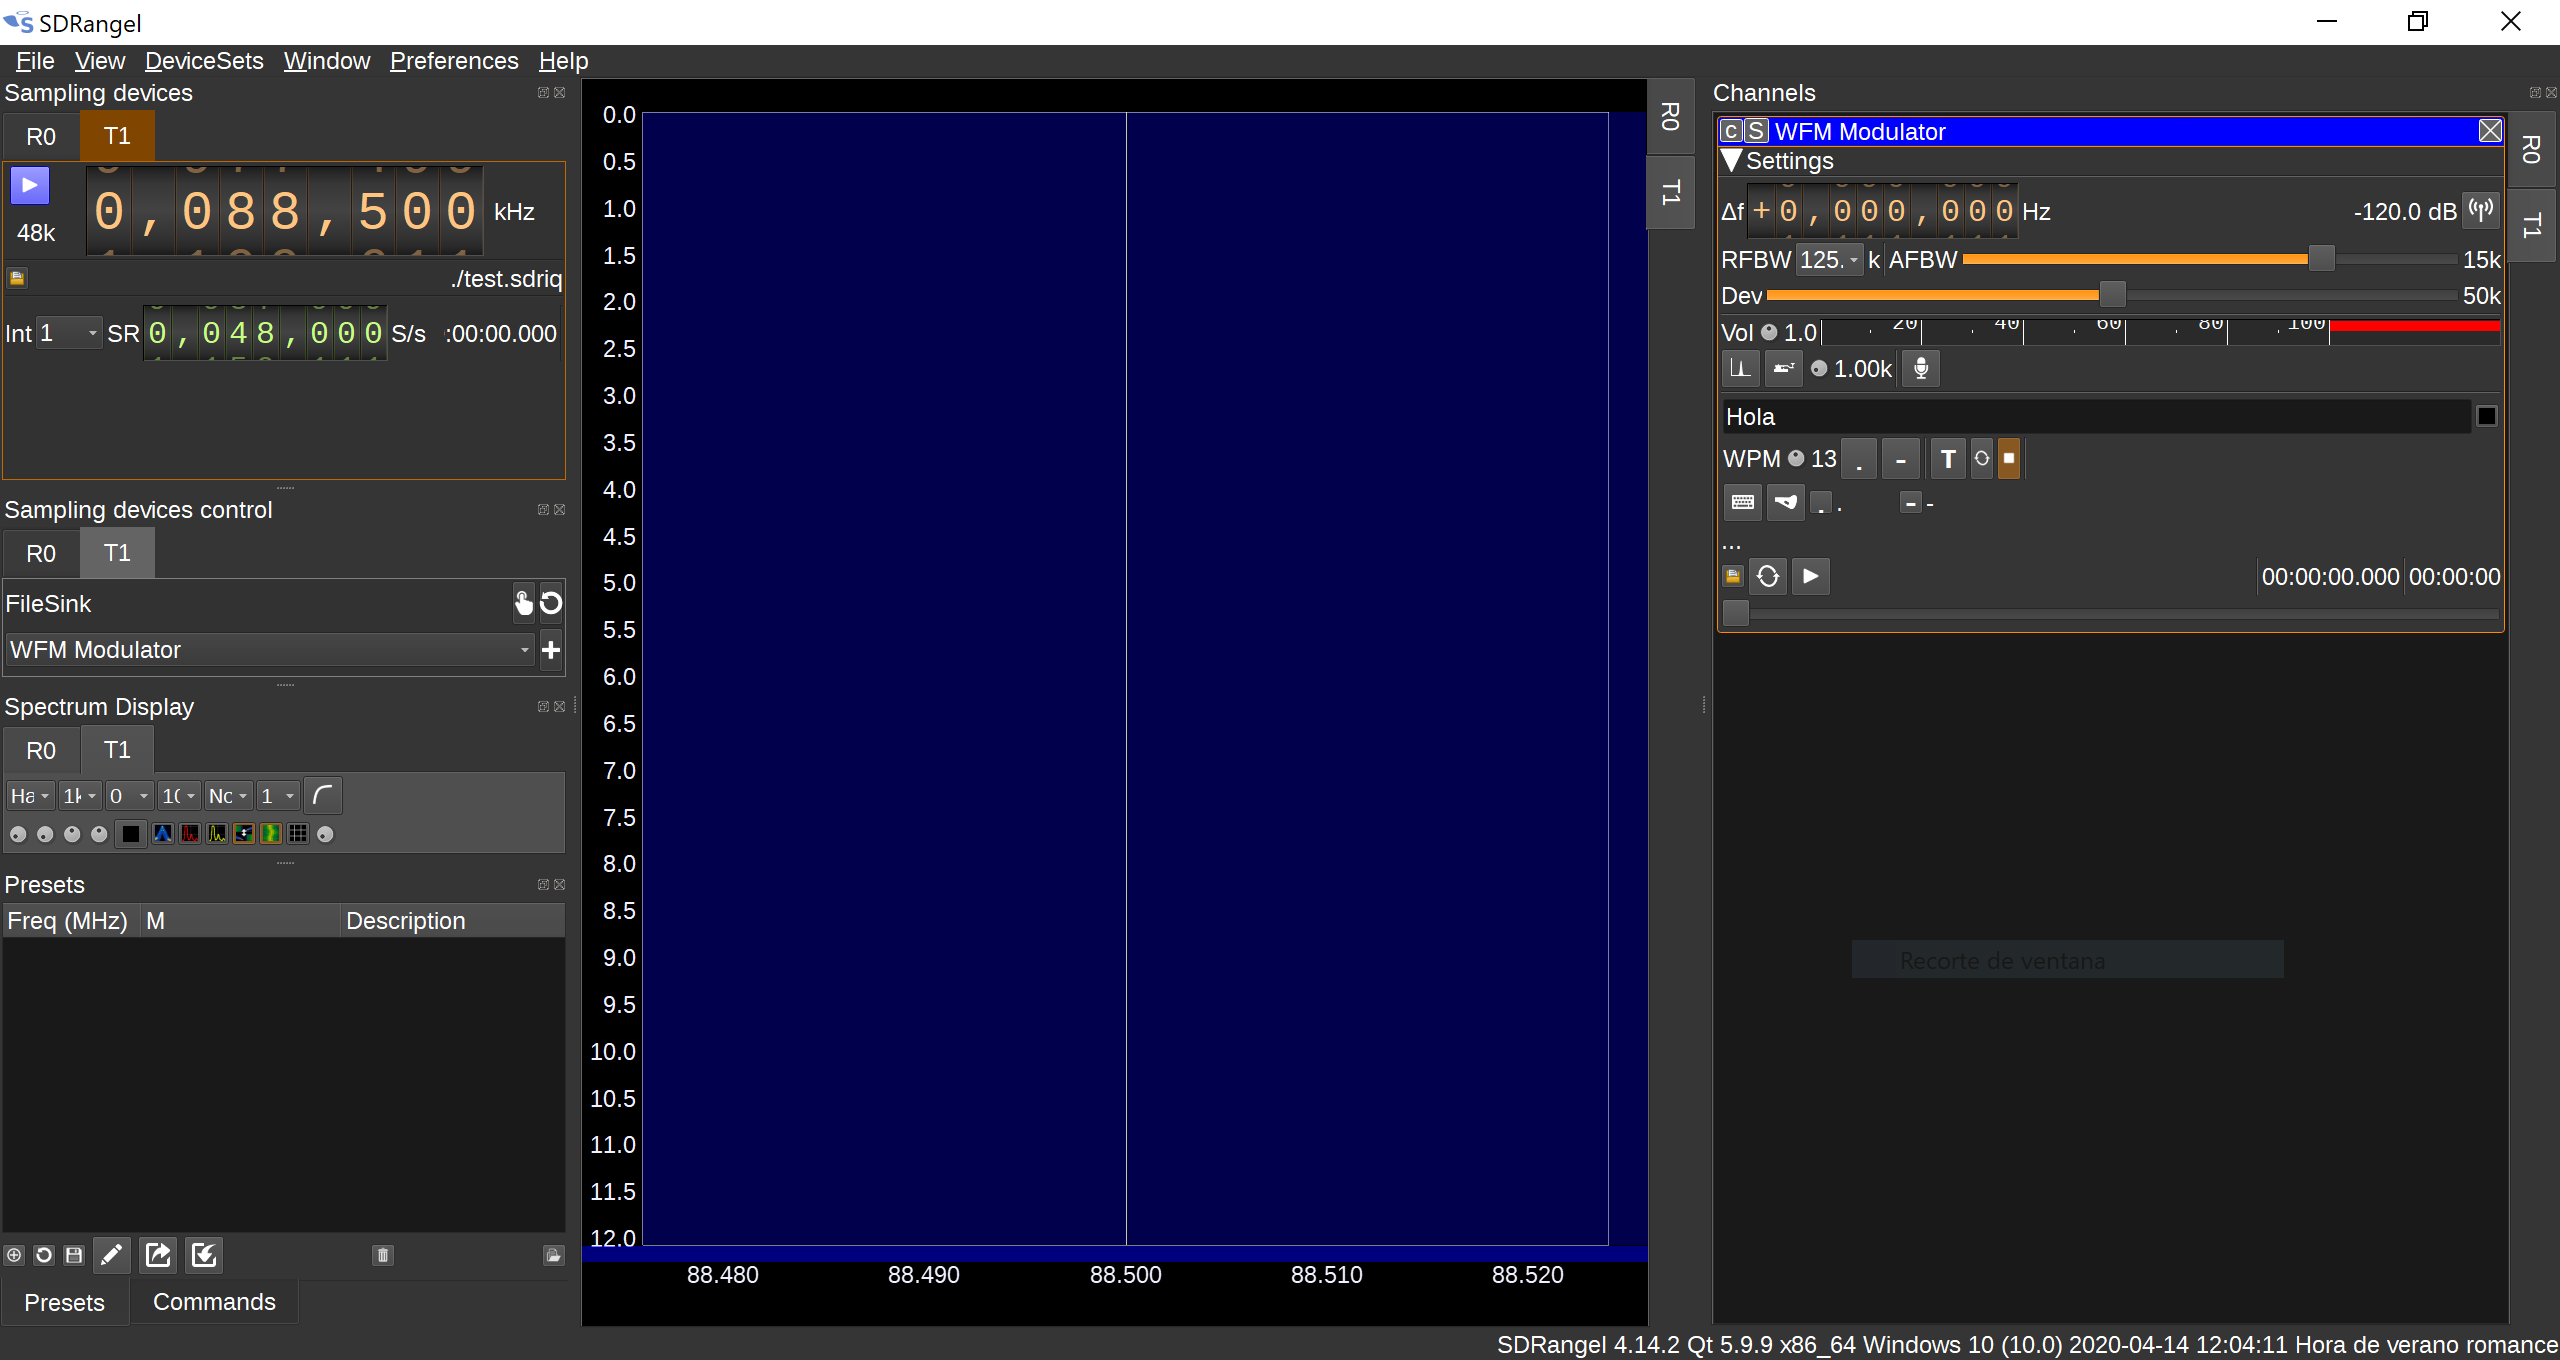 SDRangel
File View DeviceSets Window Preferences Help
Sampling devices
R0 T1
0,088,500 kHz
48k
./test.sdriq
Int 1 SR 0,048,000 S/s :00:00.000
Sampling devices control
R0 T1
FileSink
WFM Modulator
Spectrum Display
R0 T1
Ha 1k 0 10 No 1
Presets
Freq (MHz) M Description
Presets Commands
0.0
0.5
1.0
1.5
2.0
2.5
3.0
3.5
4.0
4.5
5.0
5.5
6.0
6.5
7.0
7.5
8.0
8.5
9.0
9.5
10.0
10.5
11.0
11.5
12.0
88.480 88.490 88.500 88.510 88.520
R0
T1
Channels
C S WFM Modulator
Settings
Δf +0,000,000 Hz -120.0 dB
RFBW 125. k AFBW 15k
Dev 50k
Vol 1.0 20 40 60 80 100
1.00k
Hola
WPM 13 . - T
. . - -
...
00:00:00.000 00:00:00
R0
T1
Recorte de ventana
SDRangel 4.14.2 Qt 5.9.9 x86_64 Windows 10 (10.0) 2020-04-14 12:04:11 Hora de verano romance